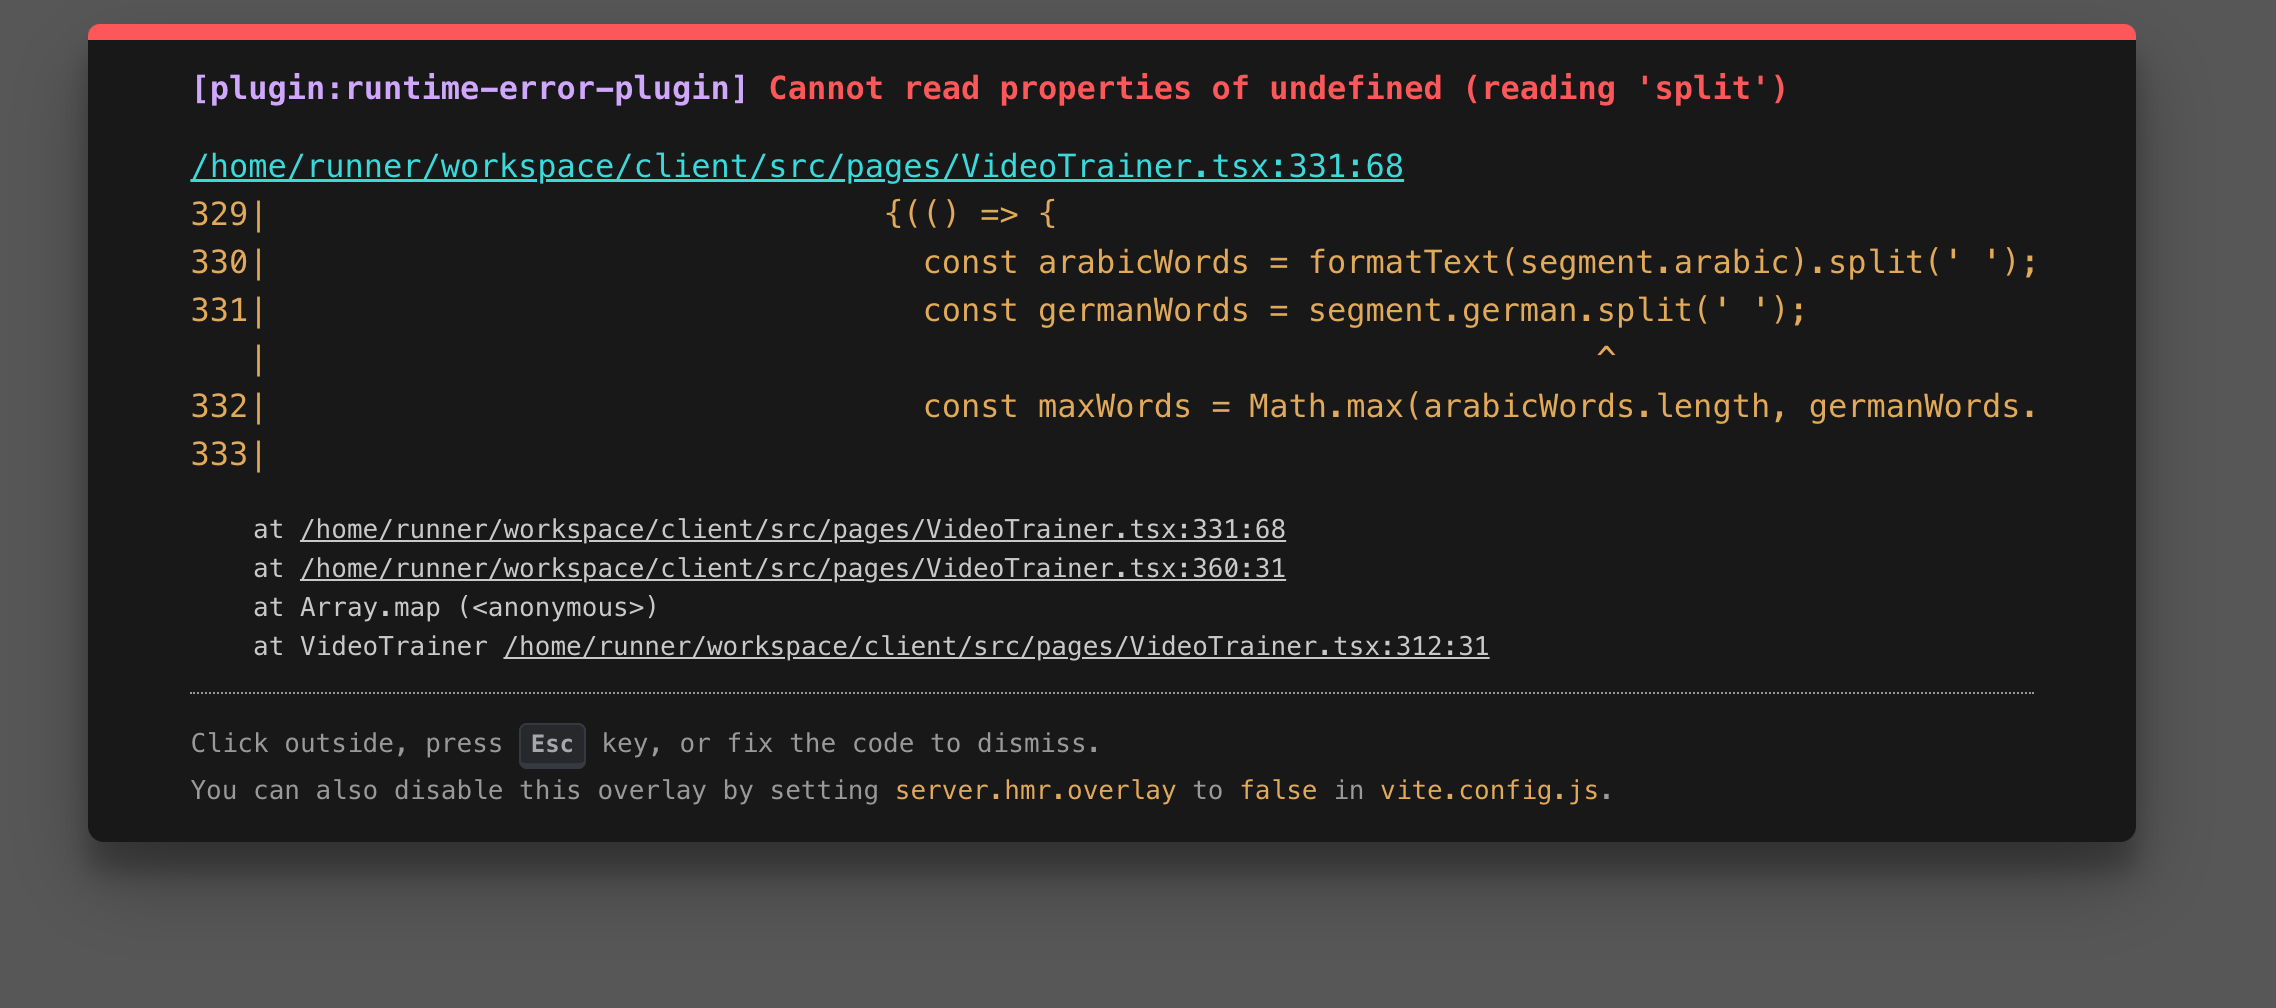 [plugin:runtime-error-plugin] Cannot read properties of undefined (reading 'split')
/home/runner/workspace/client/src/pages/VideoTrainer.tsx:331:68
329|                                {(() => {
330|                                  const arabicWords = formatText(segment.arabic).split(' ');
331|                                  const germanWords = segment.german.split(' ');
   |                                                                     ^
332|                                  const maxWords = Math.max(arabicWords.length, germanWords.
333|
at /home/runner/workspace/client/src/pages/VideoTrainer.tsx:331:68
at /home/runner/workspace/client/src/pages/VideoTrainer.tsx:360:31
at Array.map (<anonymous>)
at VideoTrainer /home/runner/workspace/client/src/pages/VideoTrainer.tsx:312:31
Click outside, press Esc key, or fix the code to dismiss.
You can also disable this overlay by setting server.hmr.overlay to false in vite.config.js.